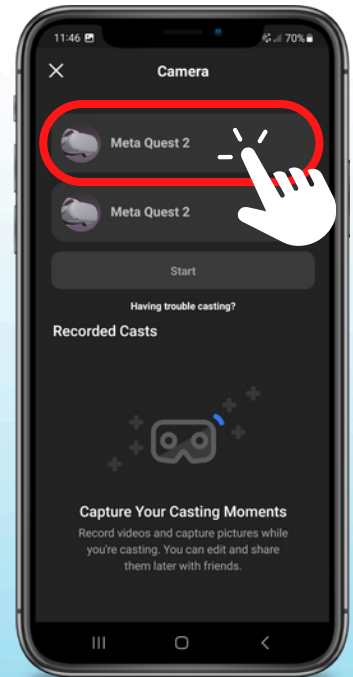 11:46 70%
Camera
Meta Quest 2
Meta Quest 2
Start
Having trouble casting?
Recorded Casts
Capture Your Casting Moments
Record videos and capture pictures while
you're casting. You can edit and share
them later with friends.